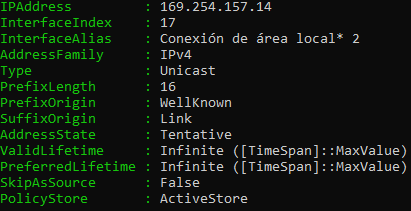 IPAddress : 169.254.157.14
InterfaceIndex : 17
InterfaceAlias : Conexión de área local* 2
AddressFamily : IPv4
Type : Unicast
PrefixLength : 16
PrefixOrigin : WellKnown
SuffixOrigin : Link
AddressState : Tentative
ValidLifetime : Infinite ([TimeSpan]::MaxValue)
PreferredLifetime : Infinite ([TimeSpan]::MaxValue)
SkipAsSource : False
PolicyStore : ActiveStore